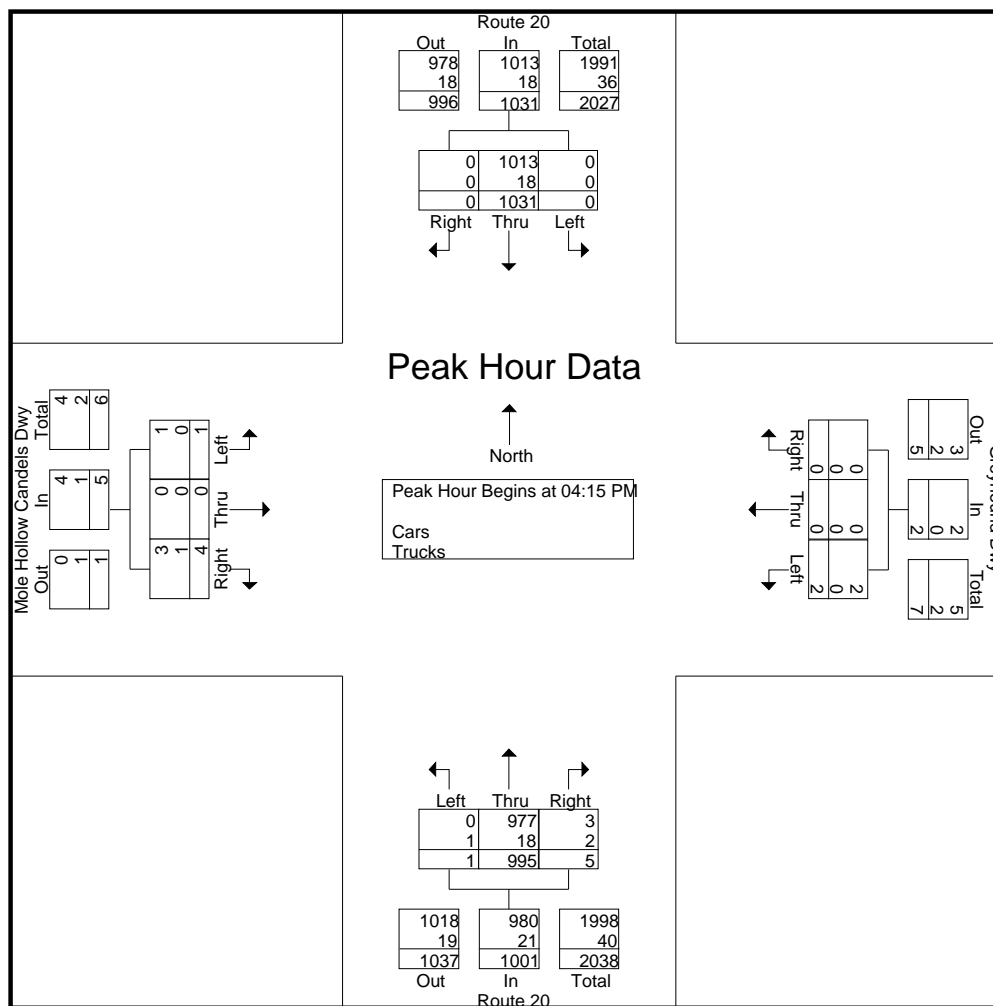 Route 20
Out In Total
978 1013 1991
18 18 36
996 1031 2027
0 1013 0
0 18 0
0 1031 0
Right Thru Left
Peak Hour Data
North
Peak Hour Begins at 04:15 PM
Cars
Trucks
Mole Hollow Candels Dwy
Total In Out
4 2 6
4 1 5
0 1 1
Left Thru Right
1 0 1
0 0 0
3 1 4
Right Thru Left
0 0 0
0 0 0
2 0 2
Out In Total
5 2 3
2 0 2
7 2 5
Dwy
Left Thru Right
0 977 3
1 18 2
1 995 5
1018 980 1998
19 21 40
1037 1001 2038
Out In Total
Route 20